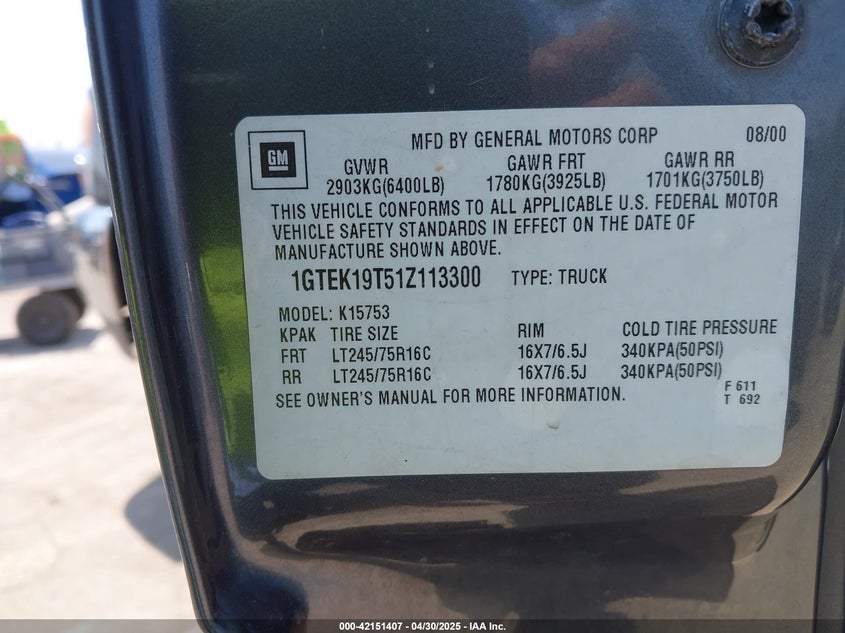 MFD BY GENERAL MOTORS CORP 08/00
GM
GVWR GAWR FRT GAWR RR
2903KG(6400LB) 1780KG(3925LB) 1701KG(3750LB)
THIS VEHICLE CONFORMS TO ALL APPLICABLE U.S. FEDERAL MOTOR
VEHICLE SAFETY STANDARDS IN EFFECT ON THE DATE OF
MANUFACTURE SHOWN ABOVE.
1GTEK19T51Z113300 TYPE: TRUCK
MODEL: K15753
KPAK TIRE SIZE RIM COLD TIRE PRESSURE
FRT LT245/75R16C 16X7/6.5J 340KPA(50PSI)
RR LT245/75R16C 16X7/6.5J 340KPA(50PSI)
SEE OWNER'S MANUAL FOR MORE INFORMATION.
F 611
T 692
000-42151407 - 04/30/2025 - IAA Inc.